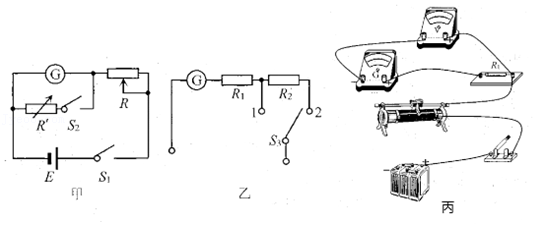 G
R
R'
S₂
E
S₁
甲
G
R₁
R₂
1
2
S₃
乙
V
G
R₁
+
丙